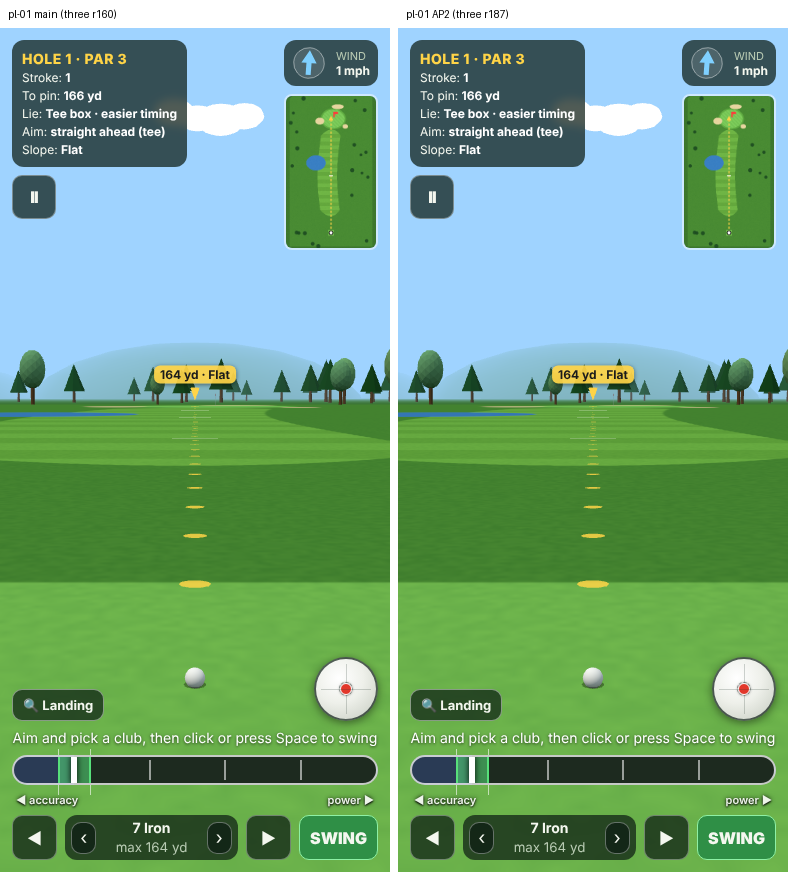 pl-01 main (three r160)
HOLE 1 · PAR 3
Stroke: 1
To pin: 166 yd
Lie: Tee box · easier timing
Aim: straight ahead (tee)
Slope: Flat
WIND
1 mph
164 yd · Flat
🔍 Landing
Aim and pick a club, then click or press Space to swing
◀ accuracy
power ▶
◀
‹
7 Iron
max 164 yd
›
▶
SWING
pl-01 AP2 (three r187)
HOLE 1 · PAR 3
Stroke: 1
To pin: 166 yd
Lie: Tee box · easier timing
Aim: straight ahead (tee)
Slope: Flat
WIND
1 mph
164 yd · Flat
🔍 Landing
Aim and pick a club, then click or press Space to swing
◀ accuracy
power ▶
◀
‹
7 Iron
max 164 yd
›
▶
SWING